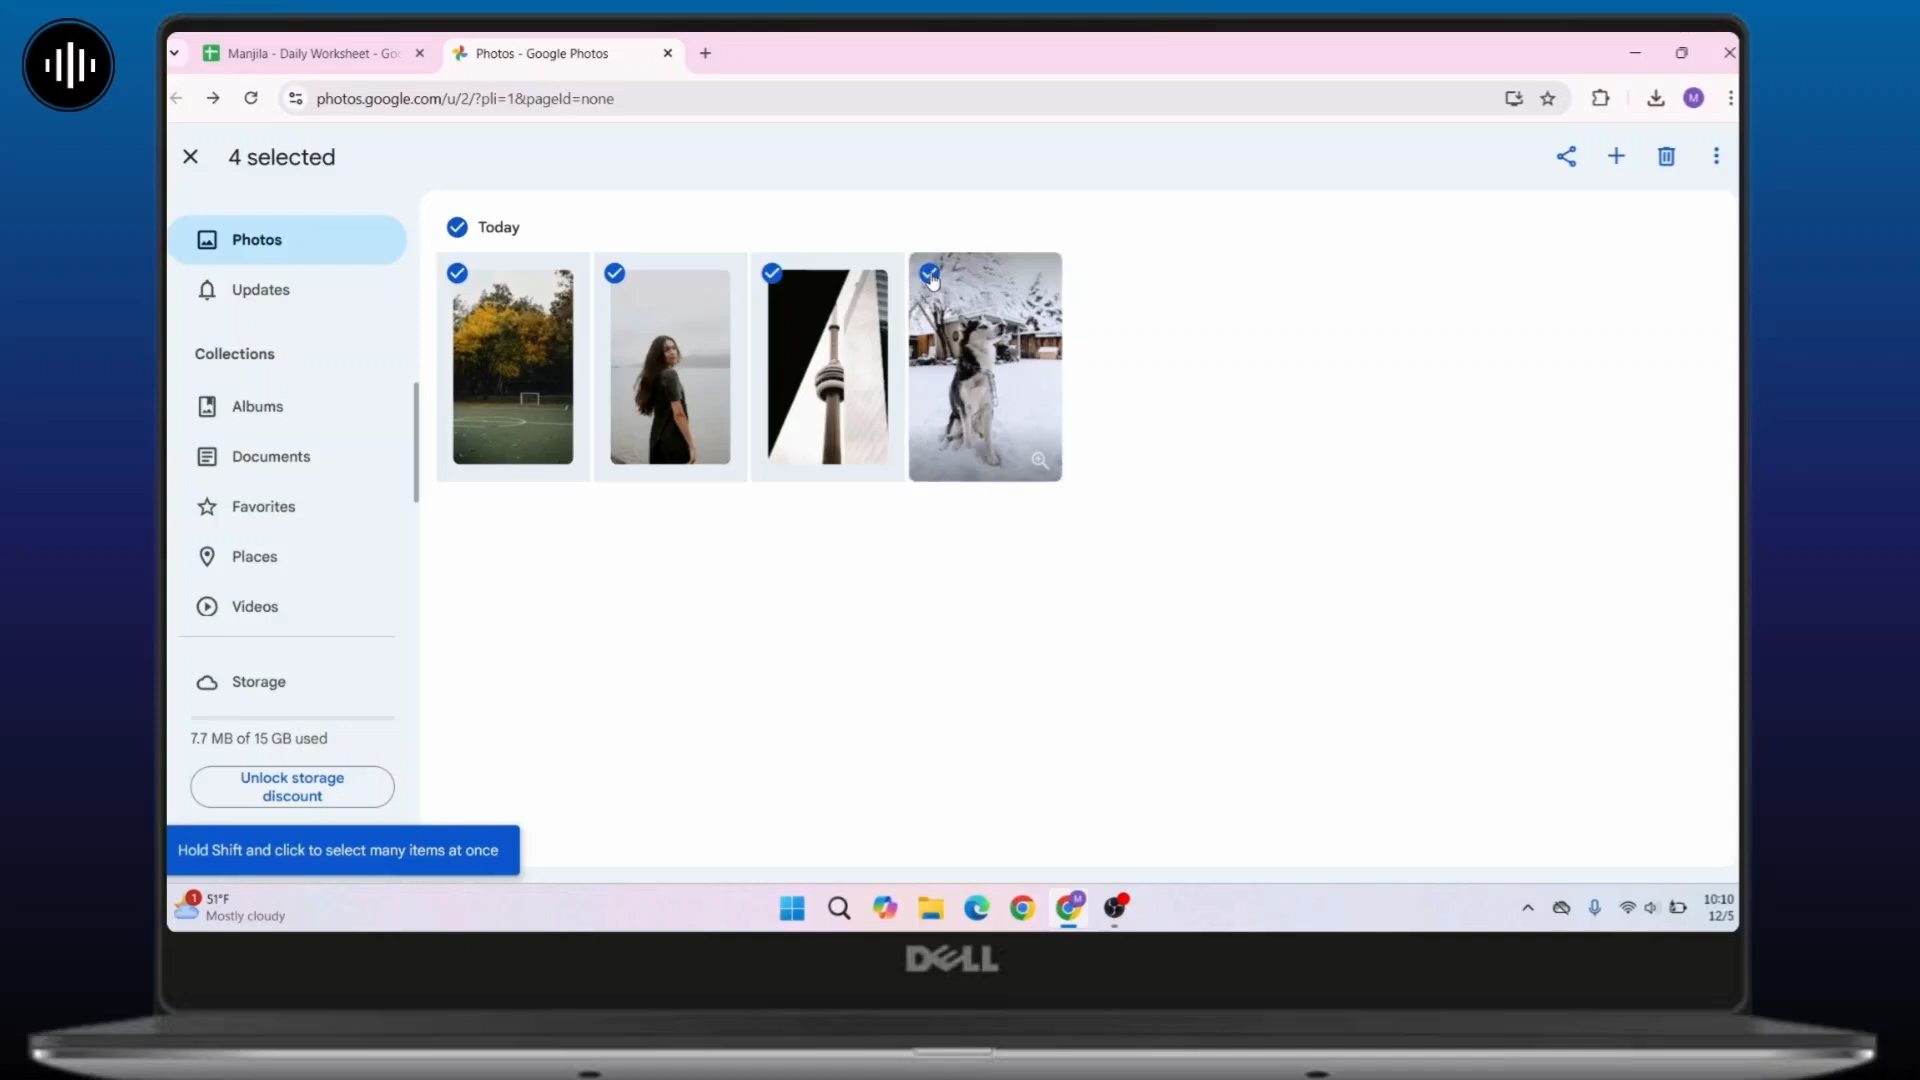 Manjila - Daily Worksheet - Goo
Photos - Google Photos
photos.google.com/u/2/?pli=1&pageId=none
M
4 selected
Photos
Today
Updates
Collections
Albums
Documents
Favorites
Places
Videos
Storage
7.7 MB of 15 GB used
Unlock storage
discount
Hold Shift and click to select many items at once
1
51°F
Mostly cloudy
M
10:10
12/5
DELL